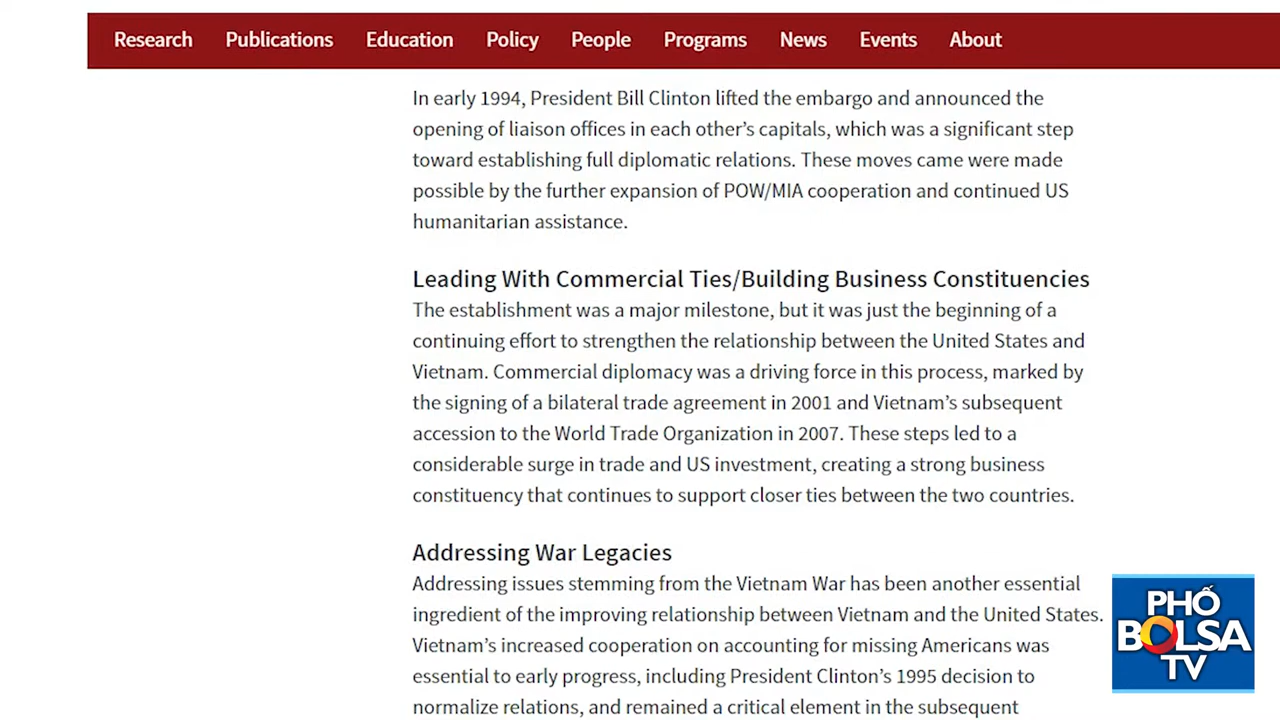 Research Publications Education Policy People Programs News Events About
In early 1994, President Bill Clinton lifted the embargo and announced the
opening of liaison offices in each other’s capitals, which was a significant step
toward establishing full diplomatic relations. These moves came were made
possible by the further expansion of POW/MIA cooperation and continued US
humanitarian assistance.
Leading With Commercial Ties/Building Business Constituencies
The establishment was a major milestone, but it was just the beginning of a
continuing effort to strengthen the relationship between the United States and
Vietnam. Commercial diplomacy was a driving force in this process, marked by
the signing of a bilateral trade agreement in 2001 and Vietnam’s subsequent
accession to the World Trade Organization in 2007. These steps led to a
considerable surge in trade and US investment, creating a strong business
constituency that continues to support closer ties between the two countries.
Addressing War Legacies
Addressing issues stemming from the Vietnam War has been another essential
ingredient of the improving relationship between Vietnam and the United States.
Vietnam’s increased cooperation on accounting for missing Americans was
essential to early progress, including President Clinton’s 1995 decision to
normalize relations, and remained a critical element in the subsequent
PHỐ
BOLSA
TV